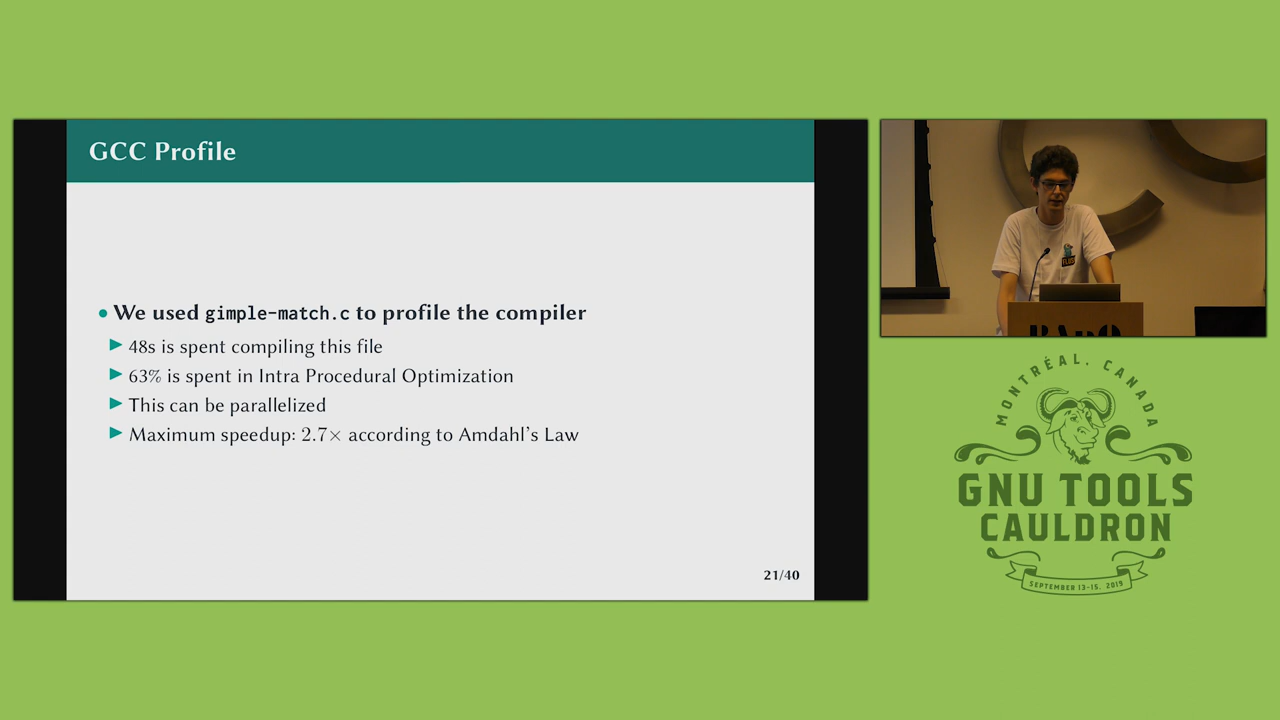 GCC Profile
• We used gimple-match.c to profile the compiler
▶ 48s is spent compiling this file
▶ 63% is spent in Intra Procedural Optimization
▶ This can be parallelized
▶ Maximum speedup: 2.7× according to Amdahl's Law
21/40
MONTRÉAL, CANADA
GNU TOOLS
CAULDRON
SEPTEMBER 13-15, 2019